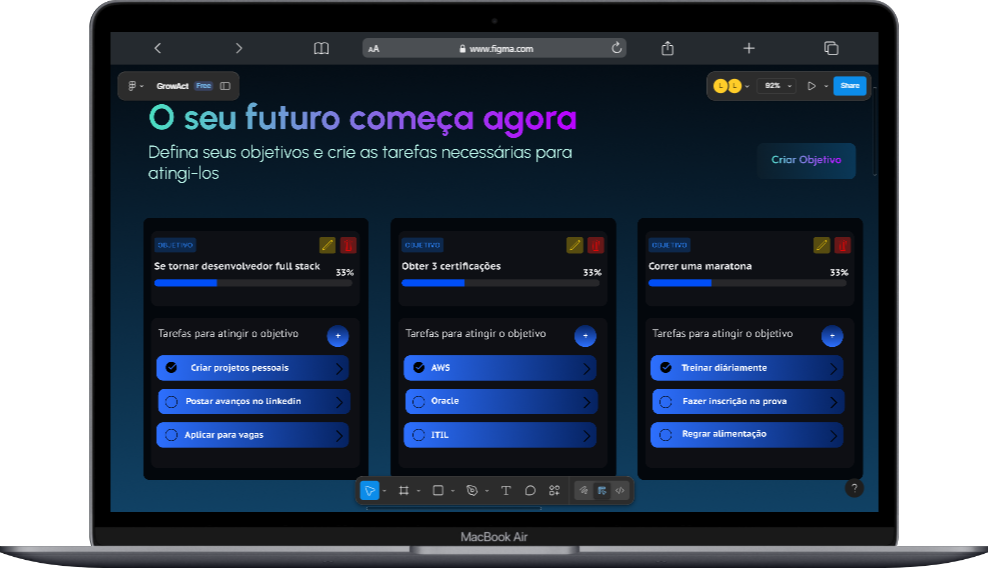 AA
www.figma.com
GrowAct
Free
L
L
92%
Share
O seu futuro começa agora
Defina seus objetivos e crie as tarefas necessárias para
atingi-los
Criar Objetivo
OBJETIVO
Se tornar desenvolvedor full stack
33%
Tarefas para atingir o objetivo
+
Criar projetos pessoais
Postar avanços no linkedin
Aplicar para vagas
OBJETIVO
Obter 3 certificações
33%
Tarefas para atingir o objetivo
+
AWS
Oracle
ITIL
OBJETIVO
Correr uma maratona
33%
Tarefas para atingir o objetivo
+
Treinar diáriamente
Fazer inscrição na prova
Regrar alimentação
?
MacBook Air